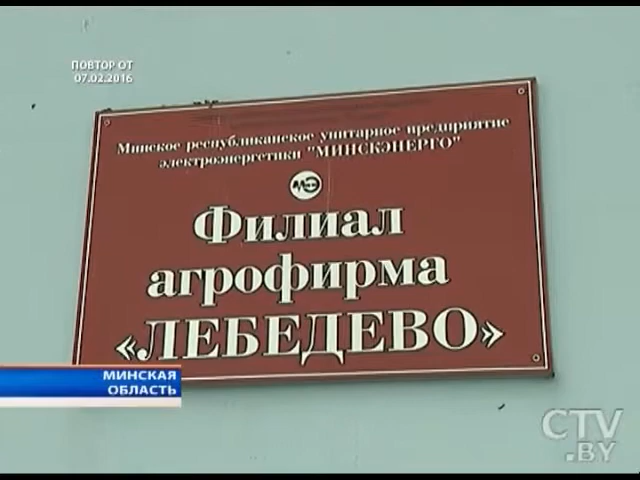 ПОВТОР ОТ
07.02.2016
Минское республиканское унитарное предприятие
электроэнергетики "МИНСКЭНЕРГО"
Филиал
агрофирма
«ЛЕБЕДЕВО»
МИНСКАЯ
ОБЛАСТЬ
CTV
.BY